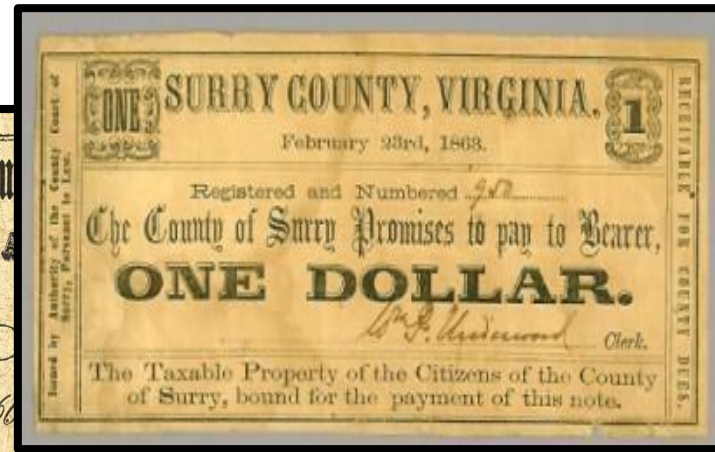 ONE SURRY COUNTY, VIRGINIA. 1
February 23rd, 1863.
Registered and Numbered 950
The County of Surry Promises to pay to Bearer,
ONE DOLLAR.
Wm P. Underwood Clerk.
The Taxable Property of the Citizens of the County
of Surry, bound for the payment of this note.
Issued by Authority of the County Court of
Surry, Pursuant to Law.
RECEIVABLE FOR COUNTY DUES.